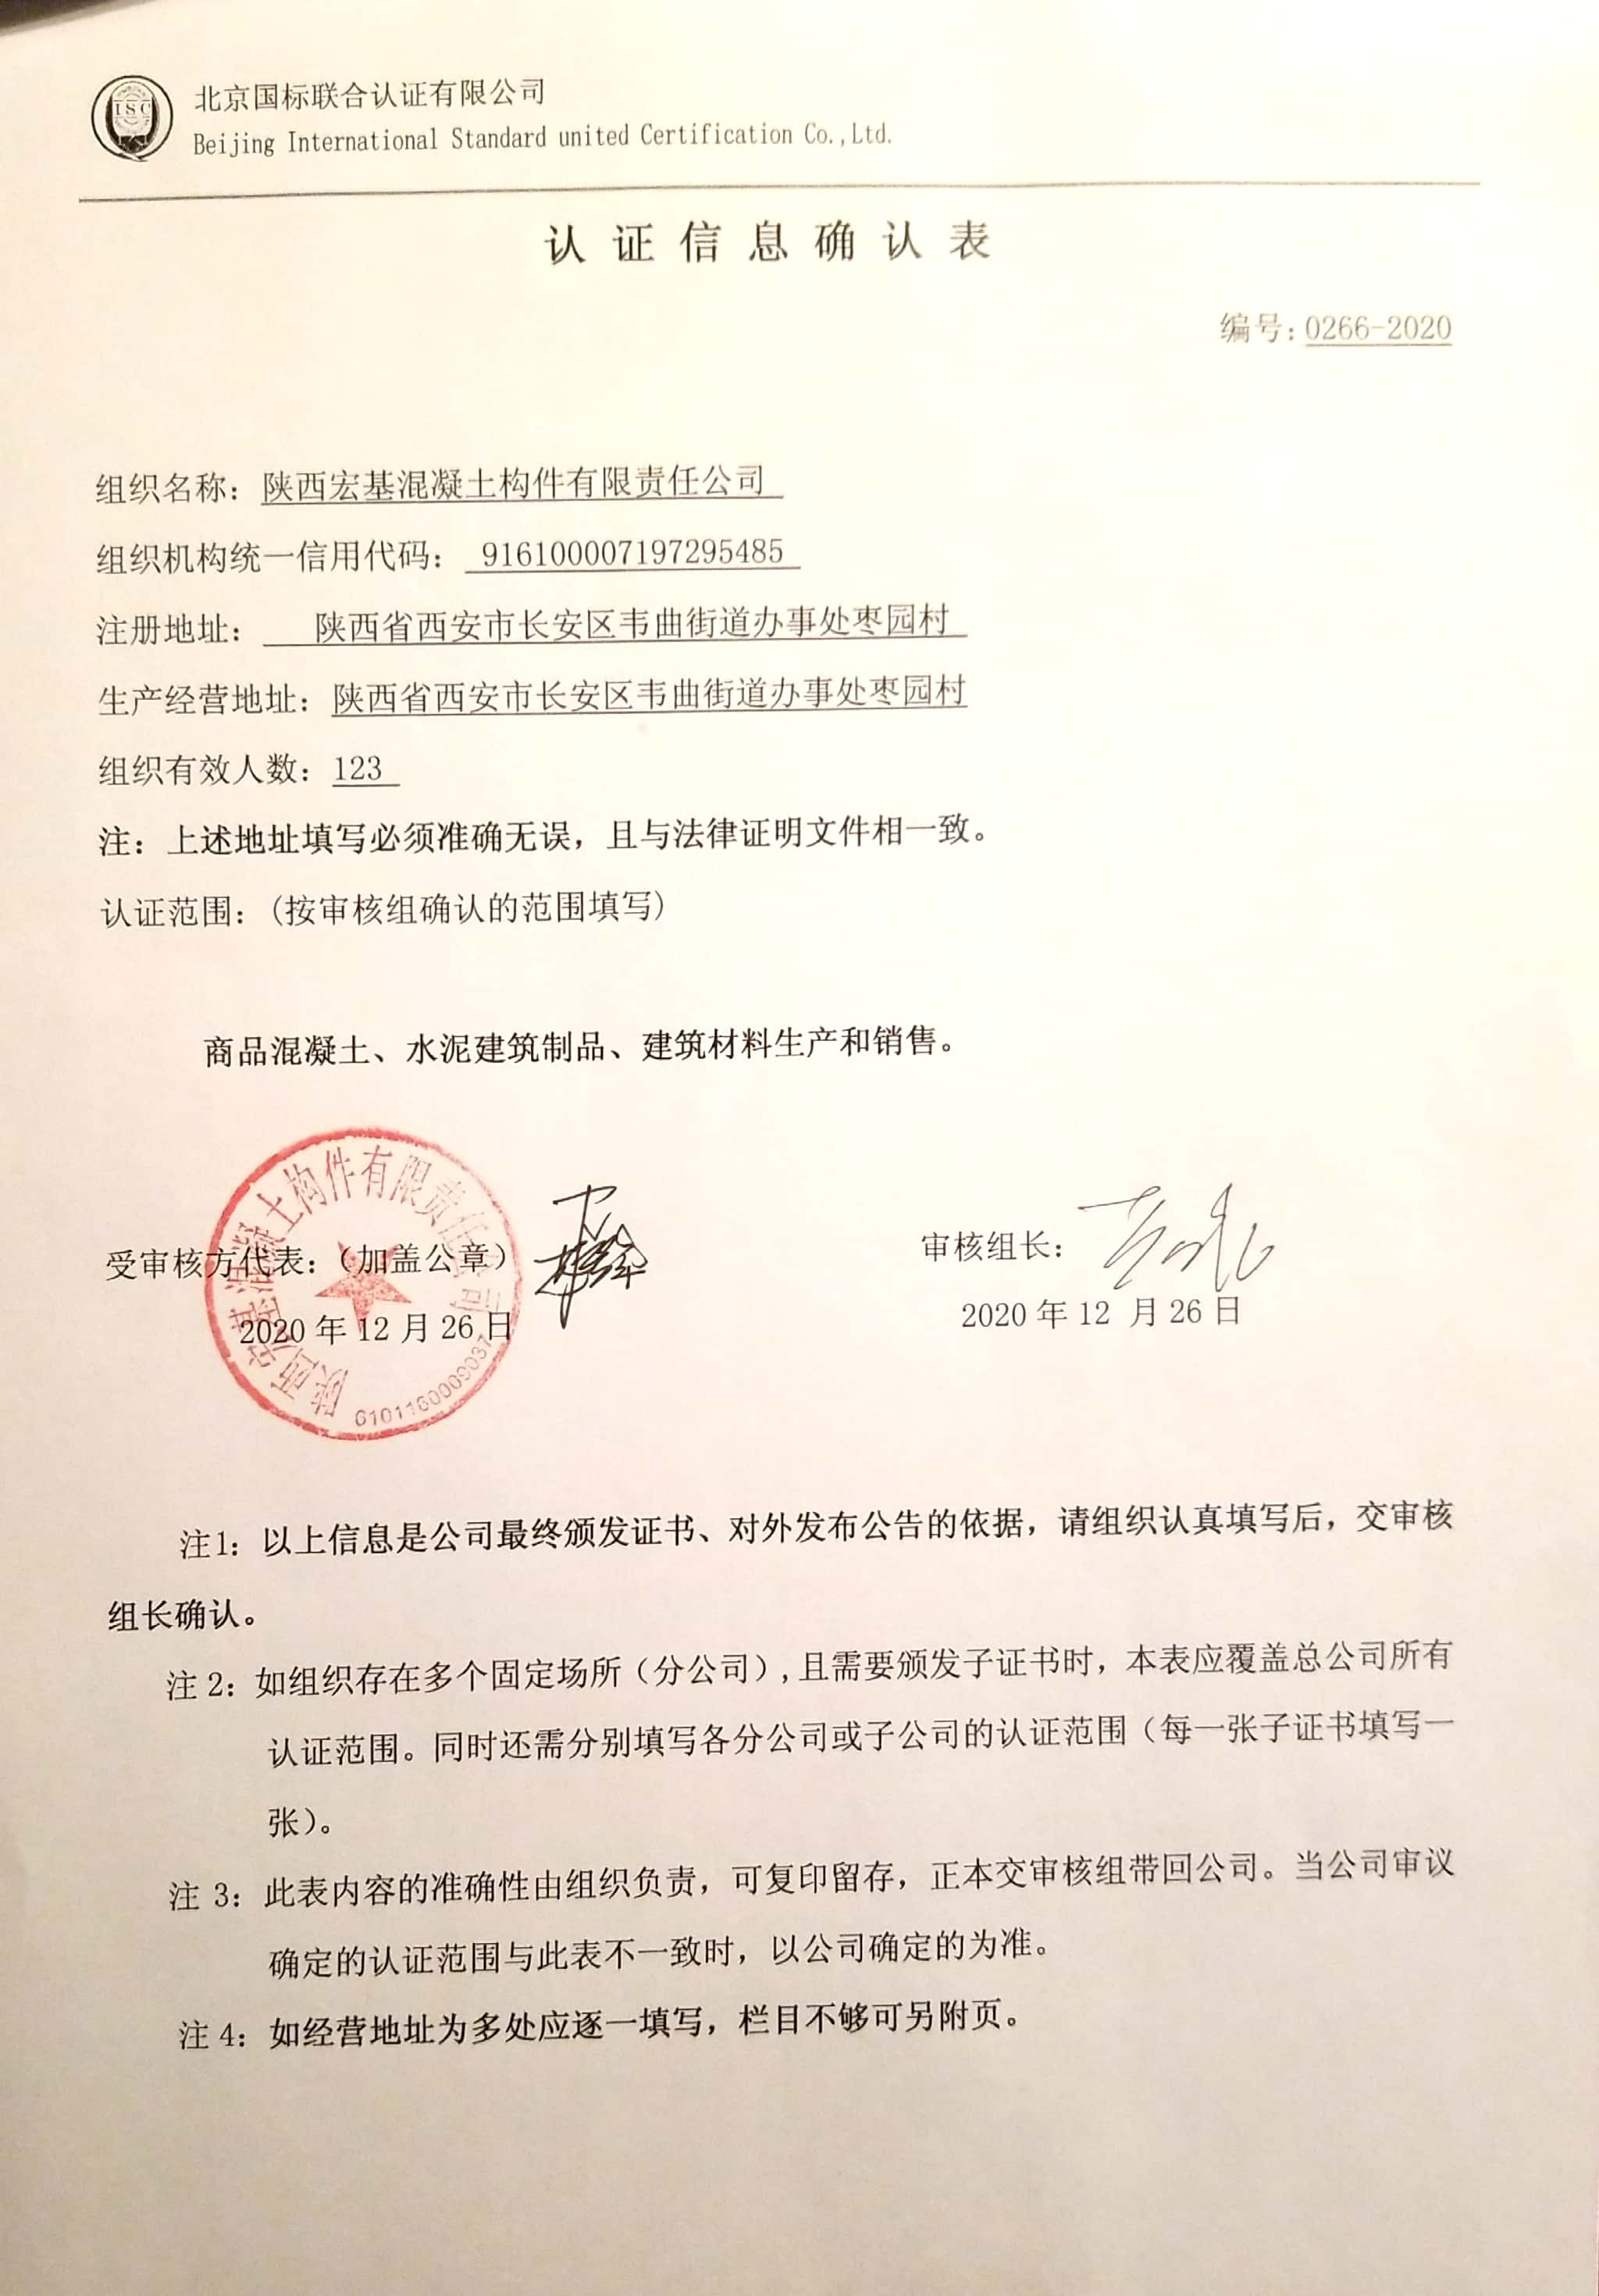 ISC
北京国标联合认证有限公司
Beijing International Standard united Certification Co.,Ltd.
认证信息确认表
编号:0266-2020
组织名称：陕西宏基混凝土构件有限责任公司
组织机构统一信用代码：916100007197295485
注册地址：陕西省西安市长安区韦曲街道办事处枣园村
生产经营地址：陕西省西安市长安区韦曲街道办事处枣园村
组织有效人数：123
注：上述地址填写必须准确无误，且与法律证明文件相一致。
认证范围：(按审核组确认的范围填写)
商品混凝土、水泥建筑制品、建筑材料生产和销售。
陕西宏基混凝土构件有限责任公司
6101160009037
受审核方代表：（加盖公章）
2020年12月26日
审核组长：
2020年12 月26日
注1：以上信息是公司最终颁发证书、对外发布公告的依据，请组织认真填写后，交审核
组长确认。
注2：如组织存在多个固定场所（分公司）,且需要颁发子证书时，本表应覆盖总公司所有
认证范围。同时还需分别填写各分公司或子公司的认证范围（每一张子证书填写一
张）。
注 3：此表内容的准确性由组织负责，可复印留存，正本交审核组带回公司。当公司审议
确定的认证范围与此表不一致时，以公司确定的为准。
注4：如经营地址为多处应逐一填写，栏目不够可另附页。